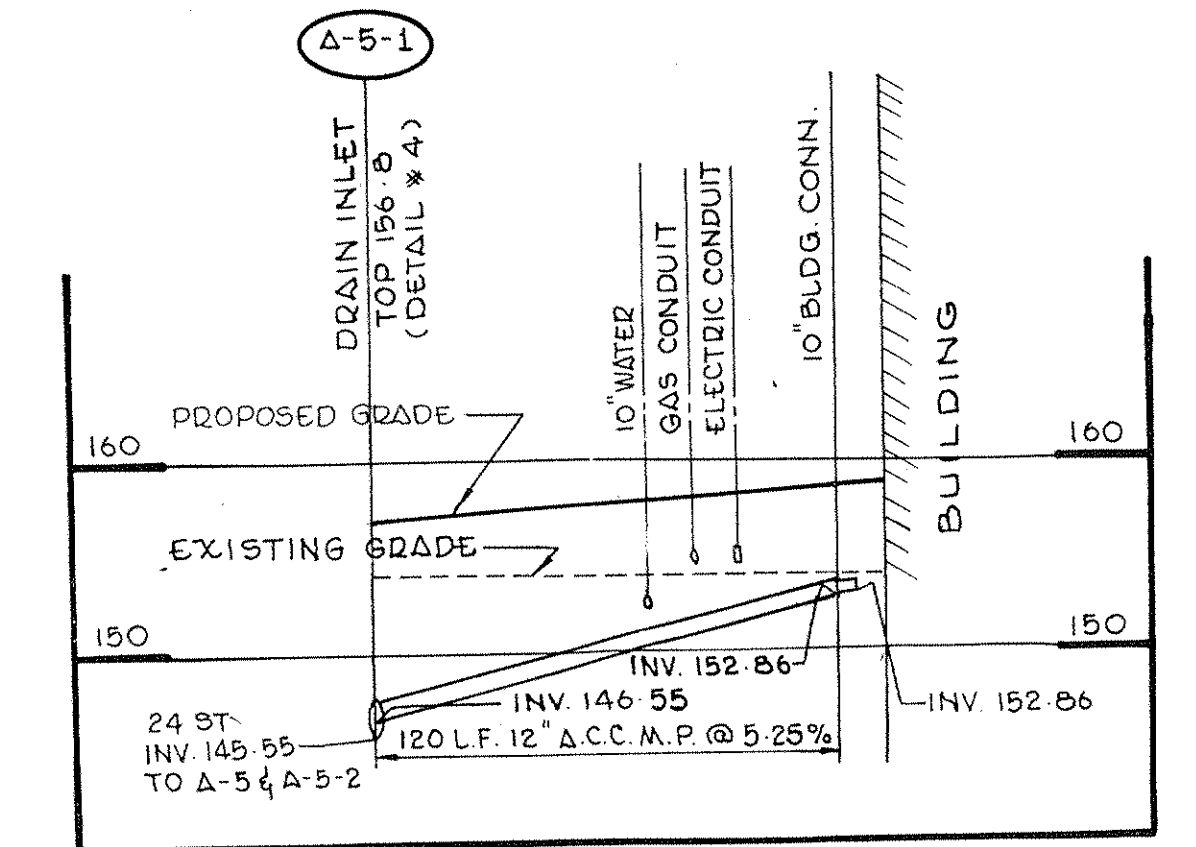 A-5-1
DRAIN INLET
TOP 156.8
(DETAIL # 4)
10" WATER
GAS CONDUIT
ELECTRIC CONDUIT
10" BLDG. CONN.
BUILDING
PROPOSED GRADE
160
160
EXISTING GRADE
150
150
INV. 152.86
INV. 152.86
INV. 146.55
24 ST
INV. 145.55
TO A-5 & A-5-2
120 L.F. 12" A.C.C.M.P. @ 5.25%